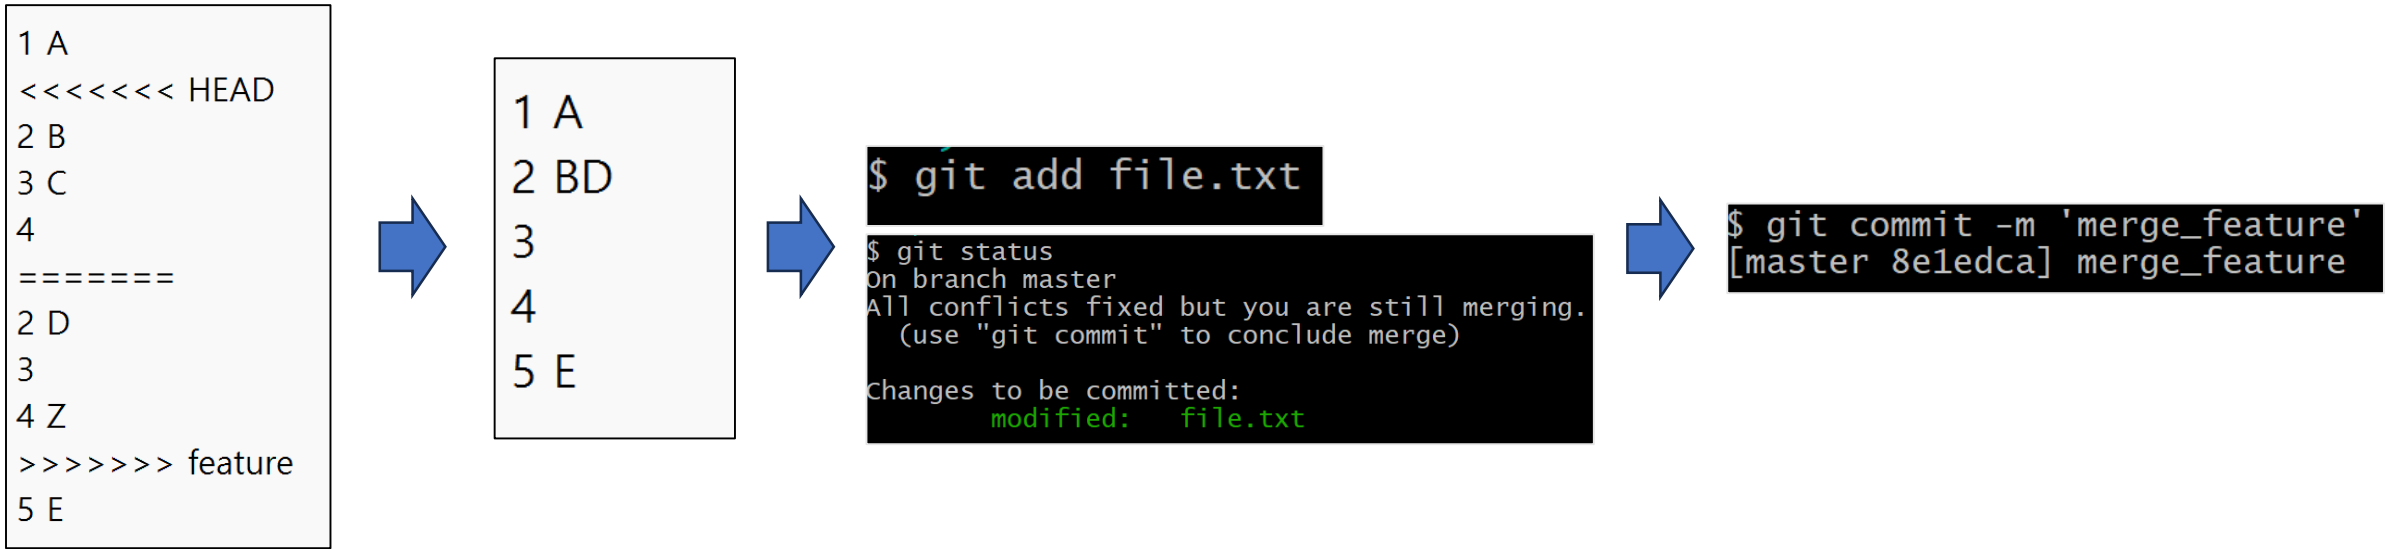 1 A
<<<<<<< HEAD
2 B
3 C
4
=======
2 D
3
4 Z
>>>>>>> feature
5 E
1 A
2 BD
3
4
5 E
$ git add file.txt
$ git status
On branch master
All conflicts fixed but you are still merging.
  (use "git commit" to conclude merge)
Changes to be committed:
        modified:   file.txt
$ git commit -m 'merge_feature'
[master 8e1edca] merge_feature